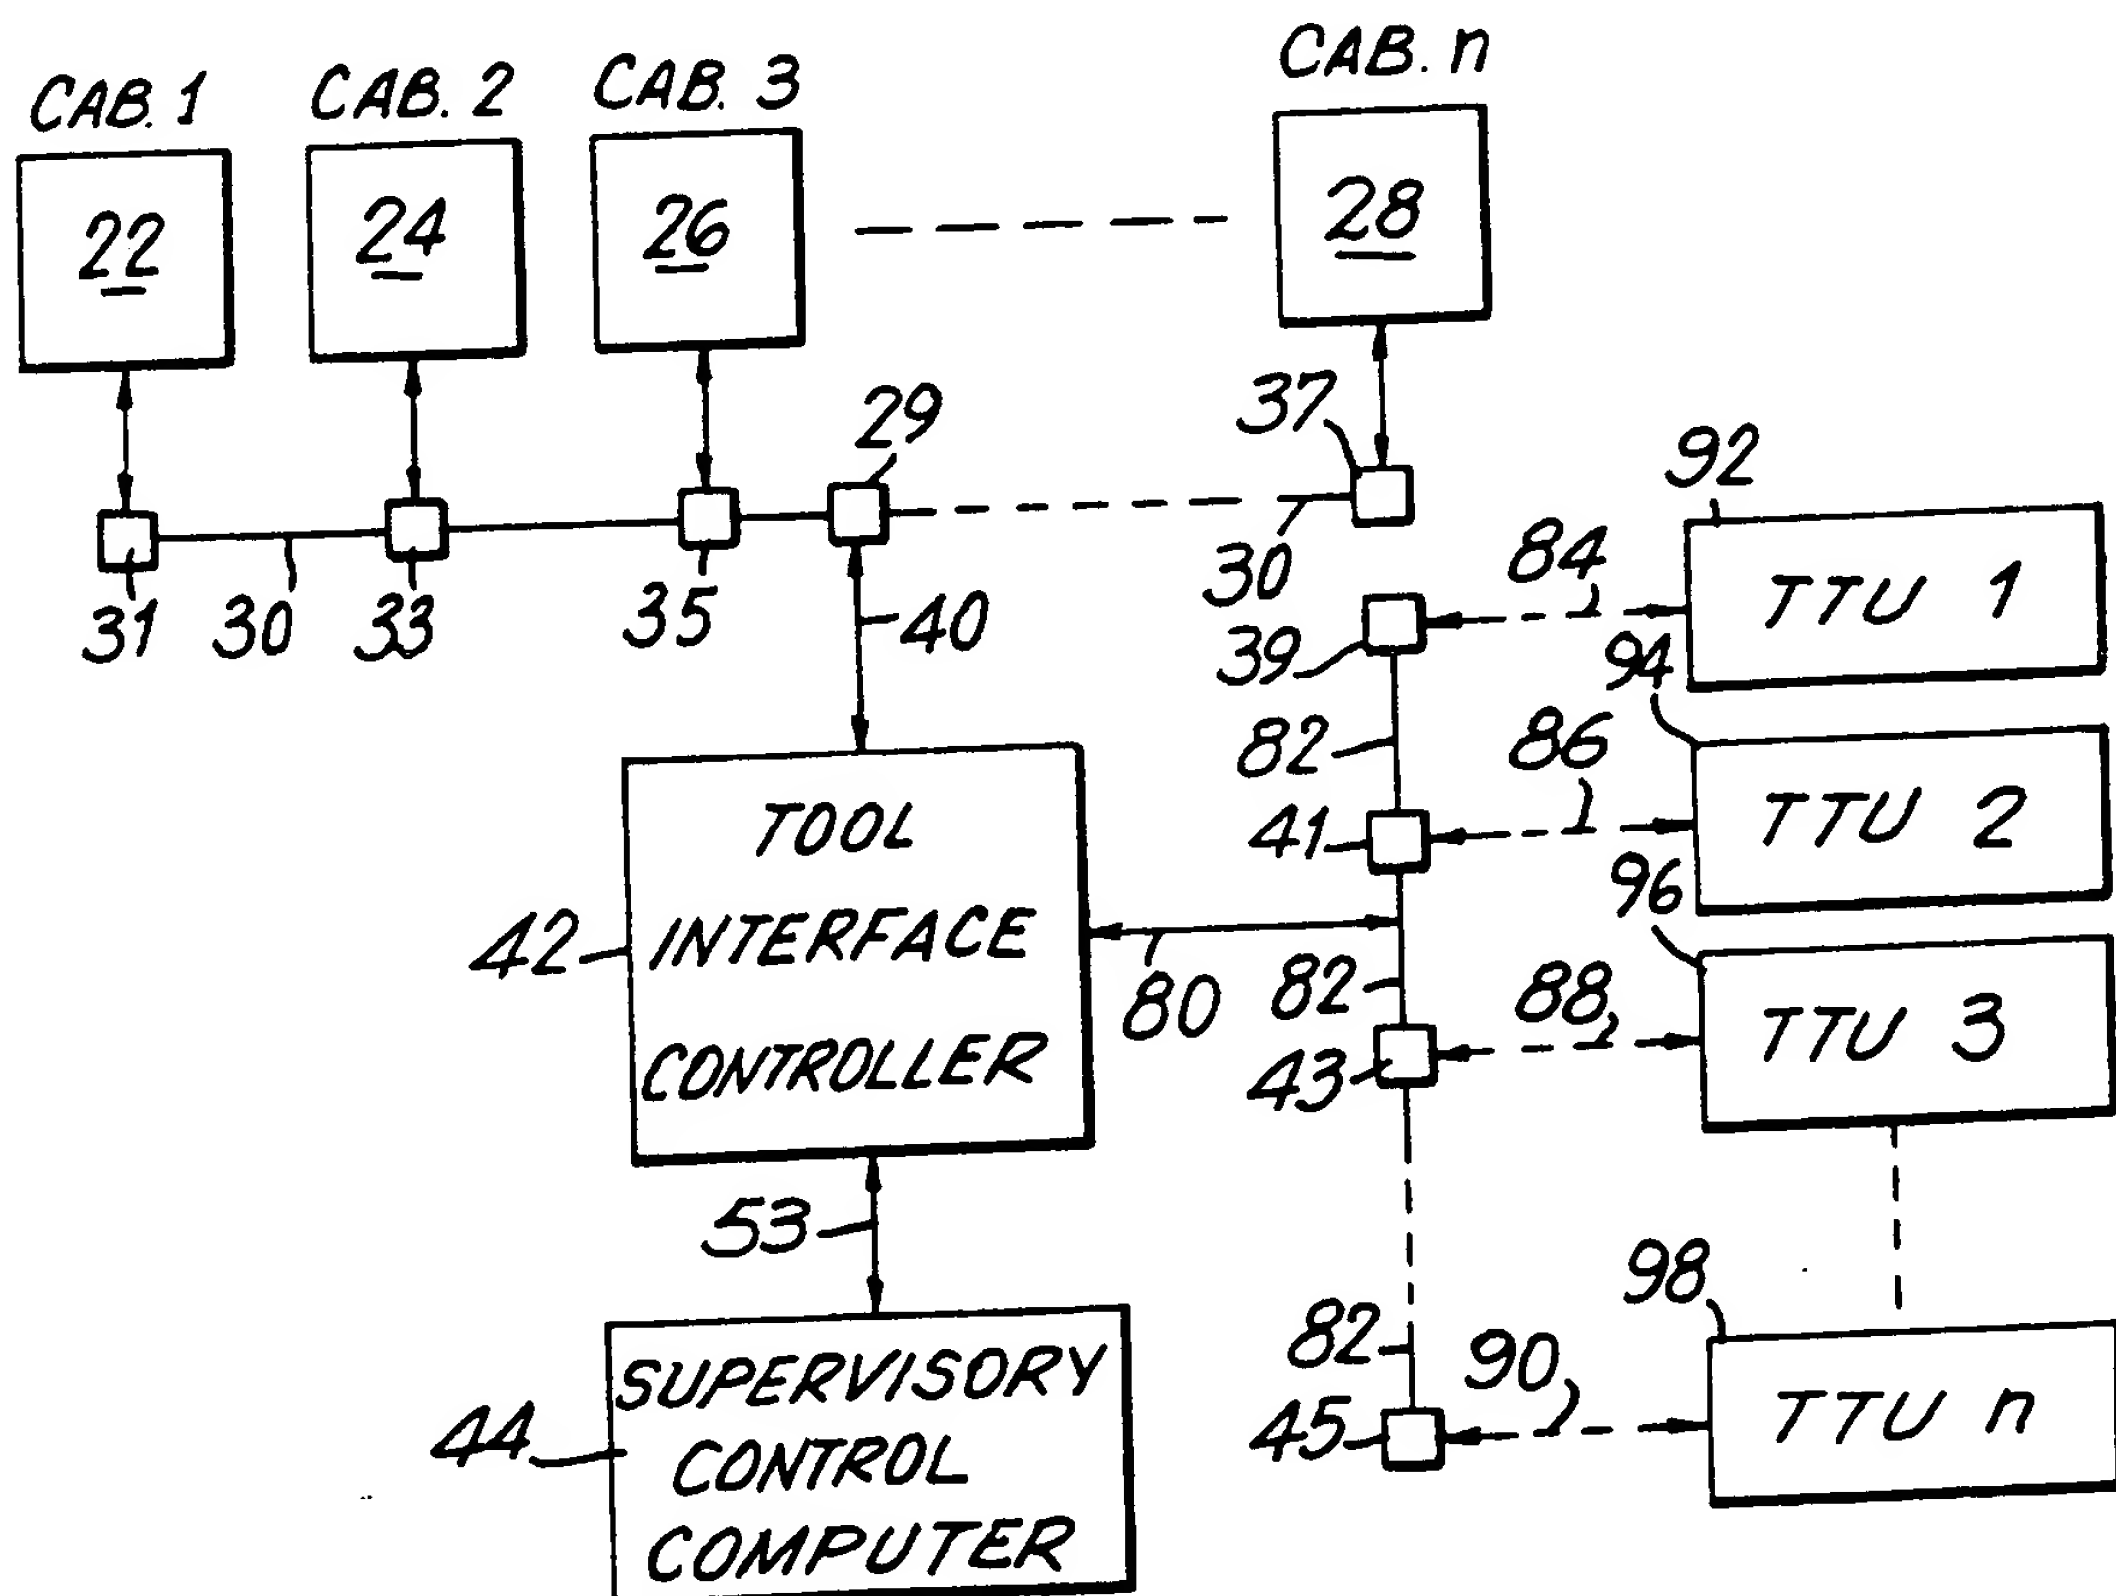 CAB. 1
CAB. 2
CAB. 3
CAB. n
22
24
26
28
29
37
31
30
33
35
40
30
92
84
TTU 1
39
94
82
86
TTU 2
41
96
TOOL
INTERFACE
CONTROLLER
42
80
82
88
TTU 3
43
53
98
82
90
TTU n
45
SUPERVISORY
CONTROL
COMPUTER
44